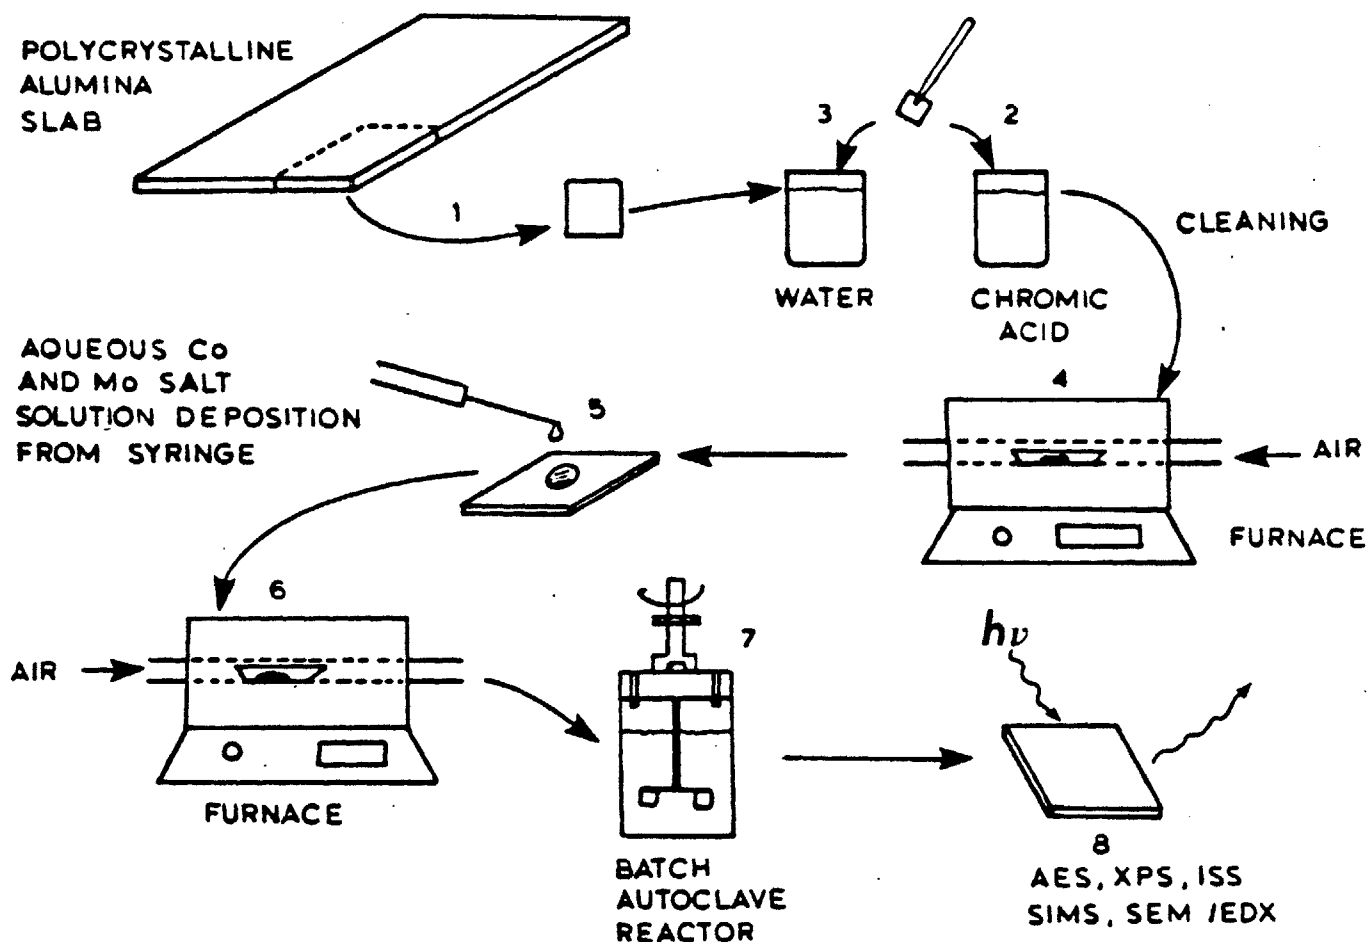 POLYCRYSTALLINE
ALUMINA
SLAB
1
3
2
WATER
CHROMIC
ACID
CLEANING
4
AIR
FURNACE
AQUEOUS Co
AND Mo SALT
SOLUTION DEPOSITION
FROM SYRINGE
5
6
AIR
FURNACE
7
BATCH
AUTOCLAVE
REACTOR
hν
8
AES, XPS, ISS
SIMS, SEM /EDX